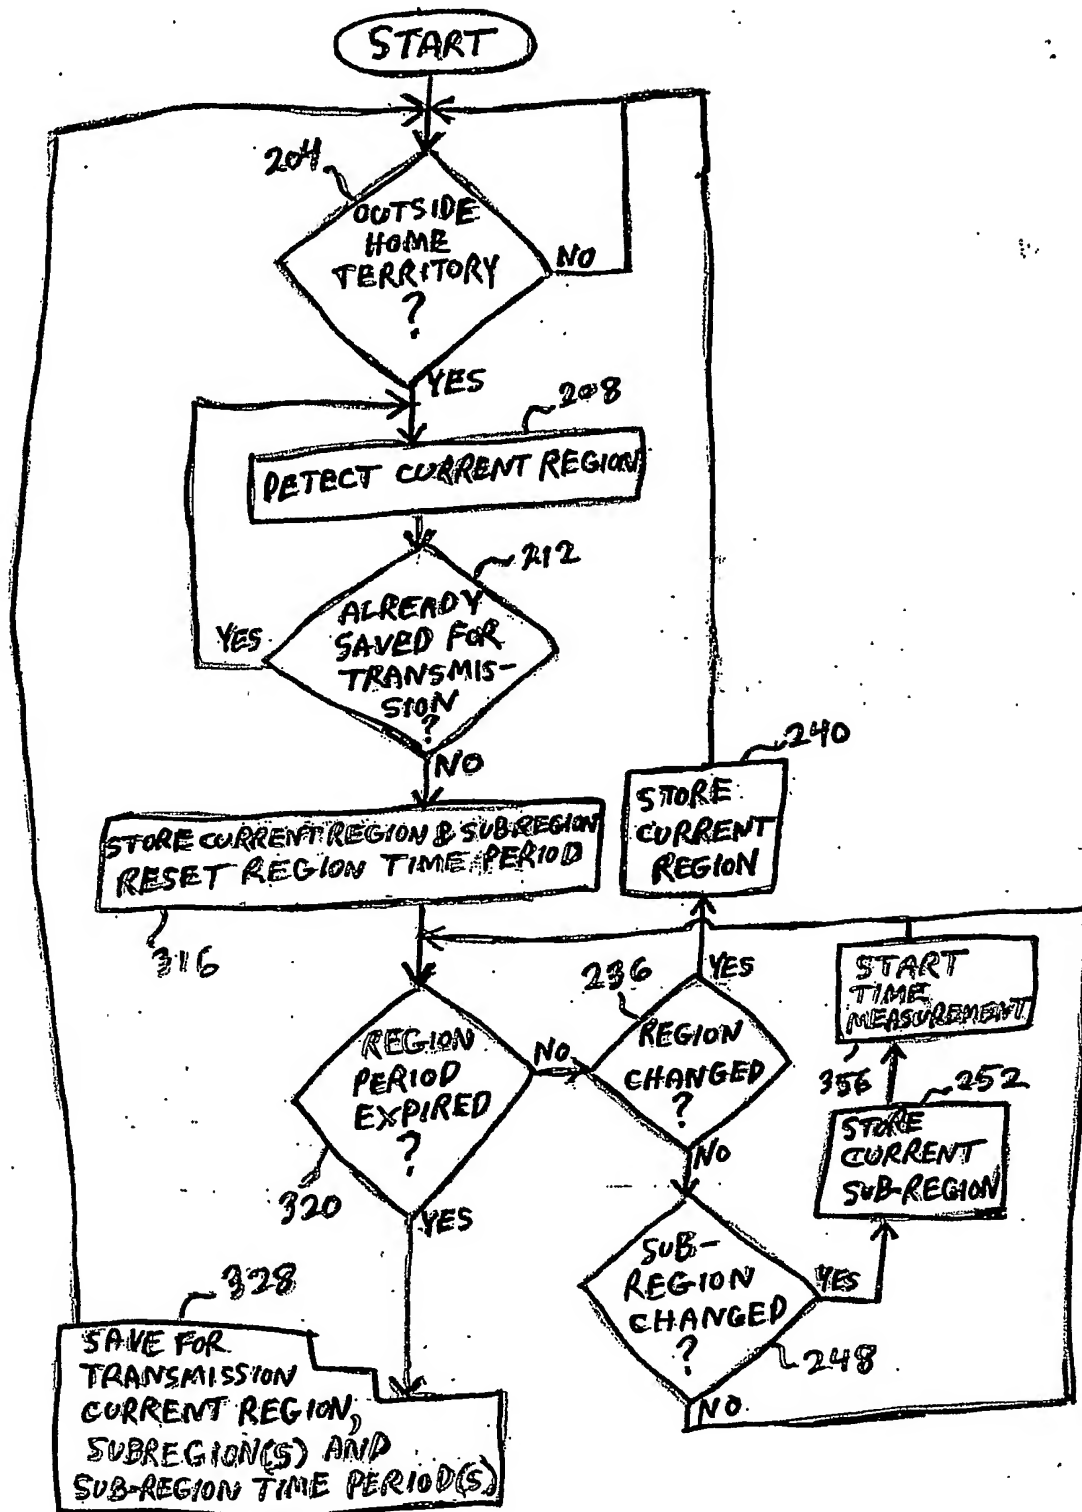 START
204
OUTSIDE
HOME
TERRITORY
?
NO
YES
208
DETECT CURRENT REGION
212
ALREADY
SAVED FOR
TRANSMIS-
SION
?
YES
NO
240
STORE
CURRENT
REGION
STORE CURRENT REGION & SUBREGION
RESET REGION TIME PERIOD
316
236
YES
REGION
CHANGED
?
NO
START
TIME
MEASUREMENT
356
252
STORE
CURRENT
SUB-REGION
REGION
PERIOD
EXPIRED
?
NO
320
YES
SUB-
REGION
CHANGED
?
YES
248
NO
328
SAVE FOR
TRANSMISSION
CURRENT REGION,
SUBREGION(S) AND
SUB-REGION TIME PERIOD(S)